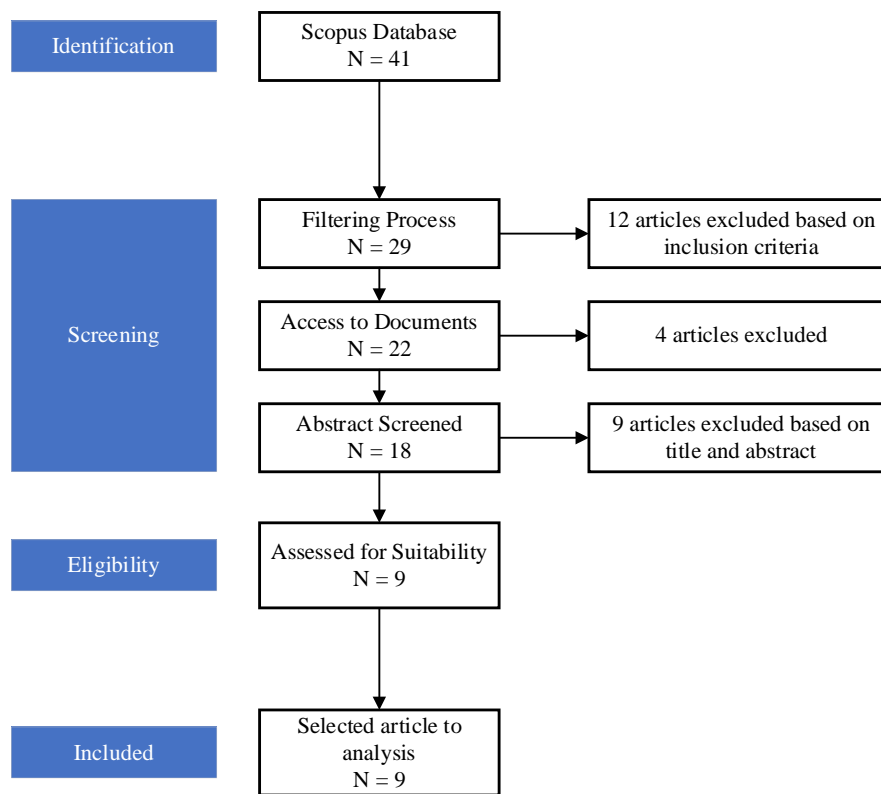 Identification
Scopus Database
N = 41
Screening
Filtering Process
N = 29
12 articles excluded based on
inclusion criteria
Access to Documents
N = 22
4 articles excluded
Abstract Screened
N = 18
9 articles excluded based on
title and abstract
Eligibility
Assessed for Suitability
N = 9
Included
Selected article to
analysis
N = 9